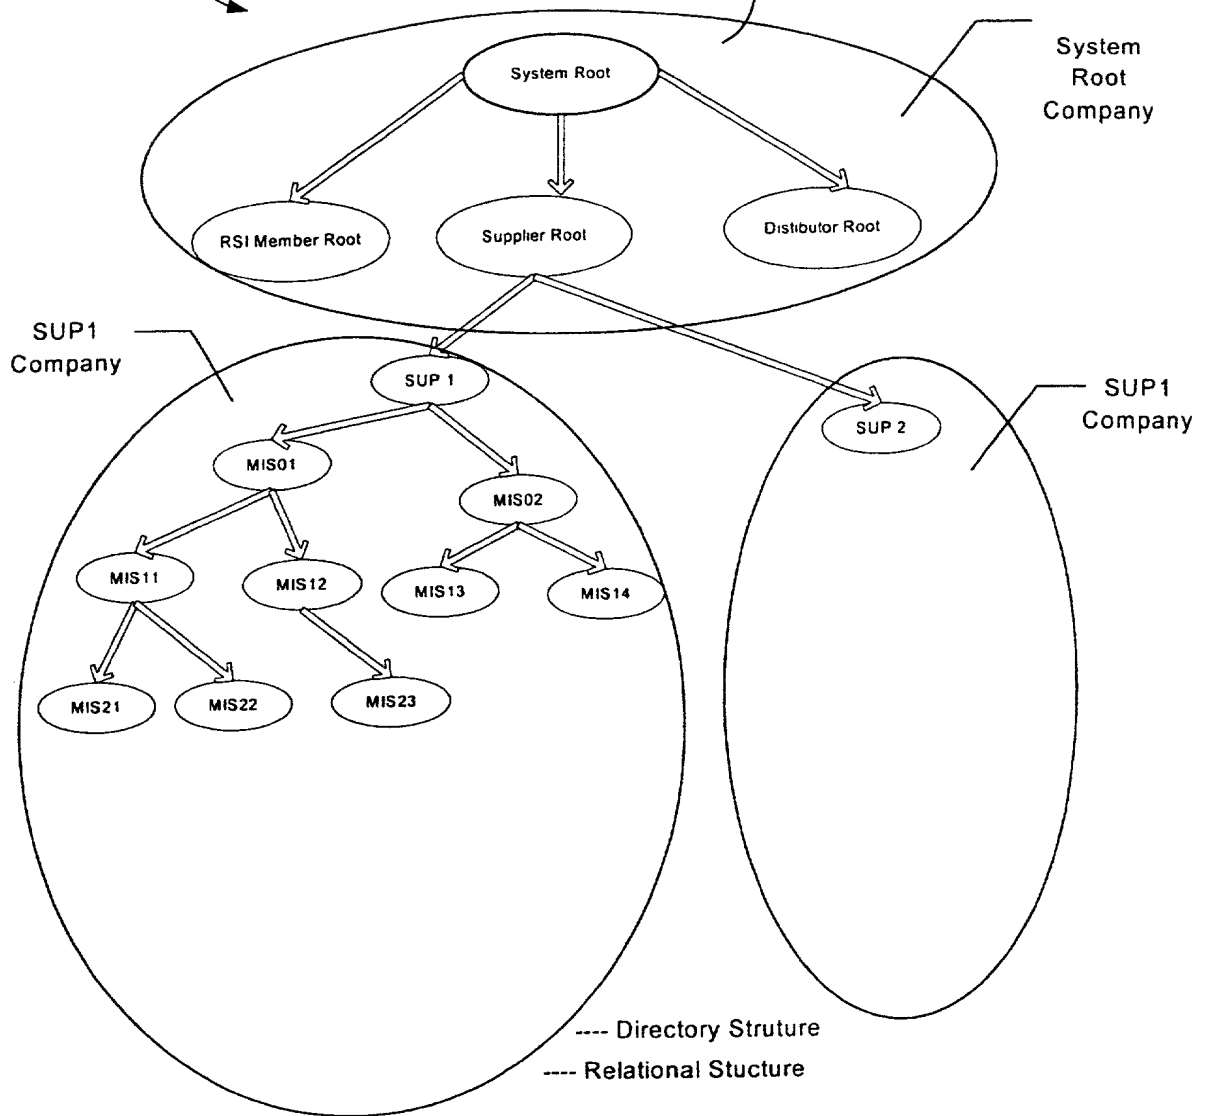 System Root
System
Root
Company
RSI Member Root
Supplier Root
Distibutor Root
SUP1
Company
SUP 1
SUP1
Company
SUP 2
MIS01
MIS02
MIS11
MIS12
MIS13
MIS14
MIS21
MIS22
MIS23
---- Directory Struture
---- Relational Stucture